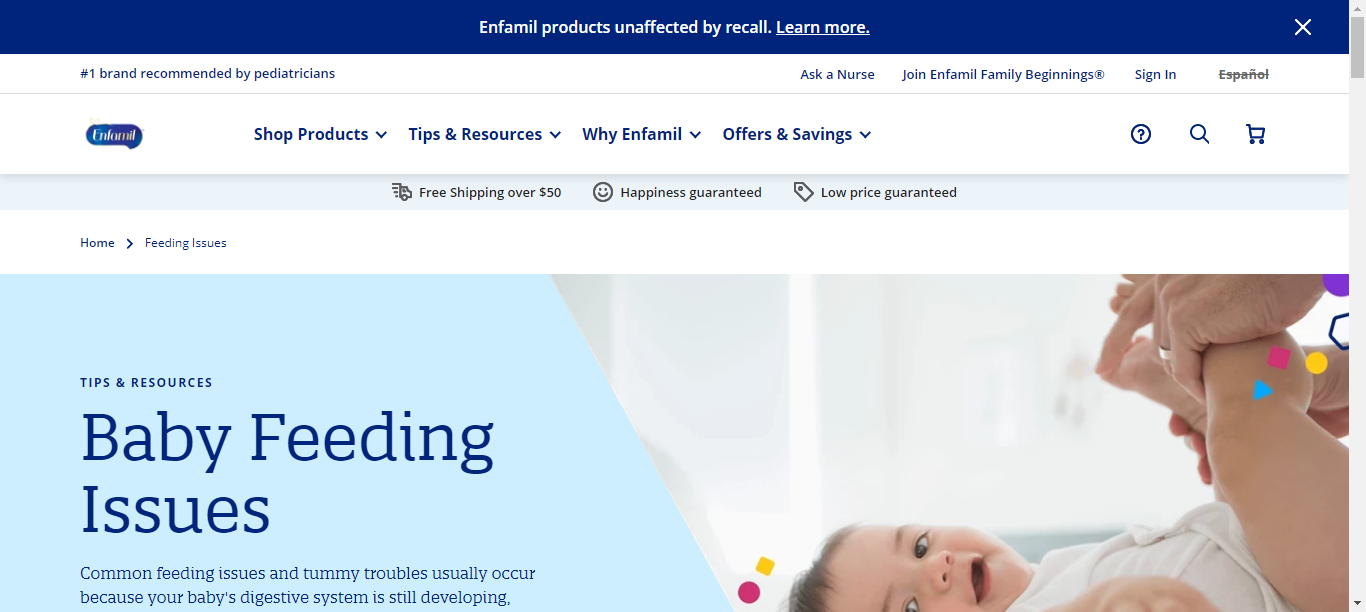 Enfamil products unaffected by recall. Learn more.
#1 brand recommended by pediatricians
Ask a Nurse
Join Enfamil Family Beginnings®
Sign In
Español
Enfamil
Shop Products
Tips & Resources
Why Enfamil
Offers & Savings
Free Shipping over $50
Happiness guaranteed
Low price guaranteed
Home
Feeding Issues
TIPS & RESOURCES
Baby Feeding
Issues
Common feeding issues and tummy troubles usually occur
because your baby's digestive system is still developing,